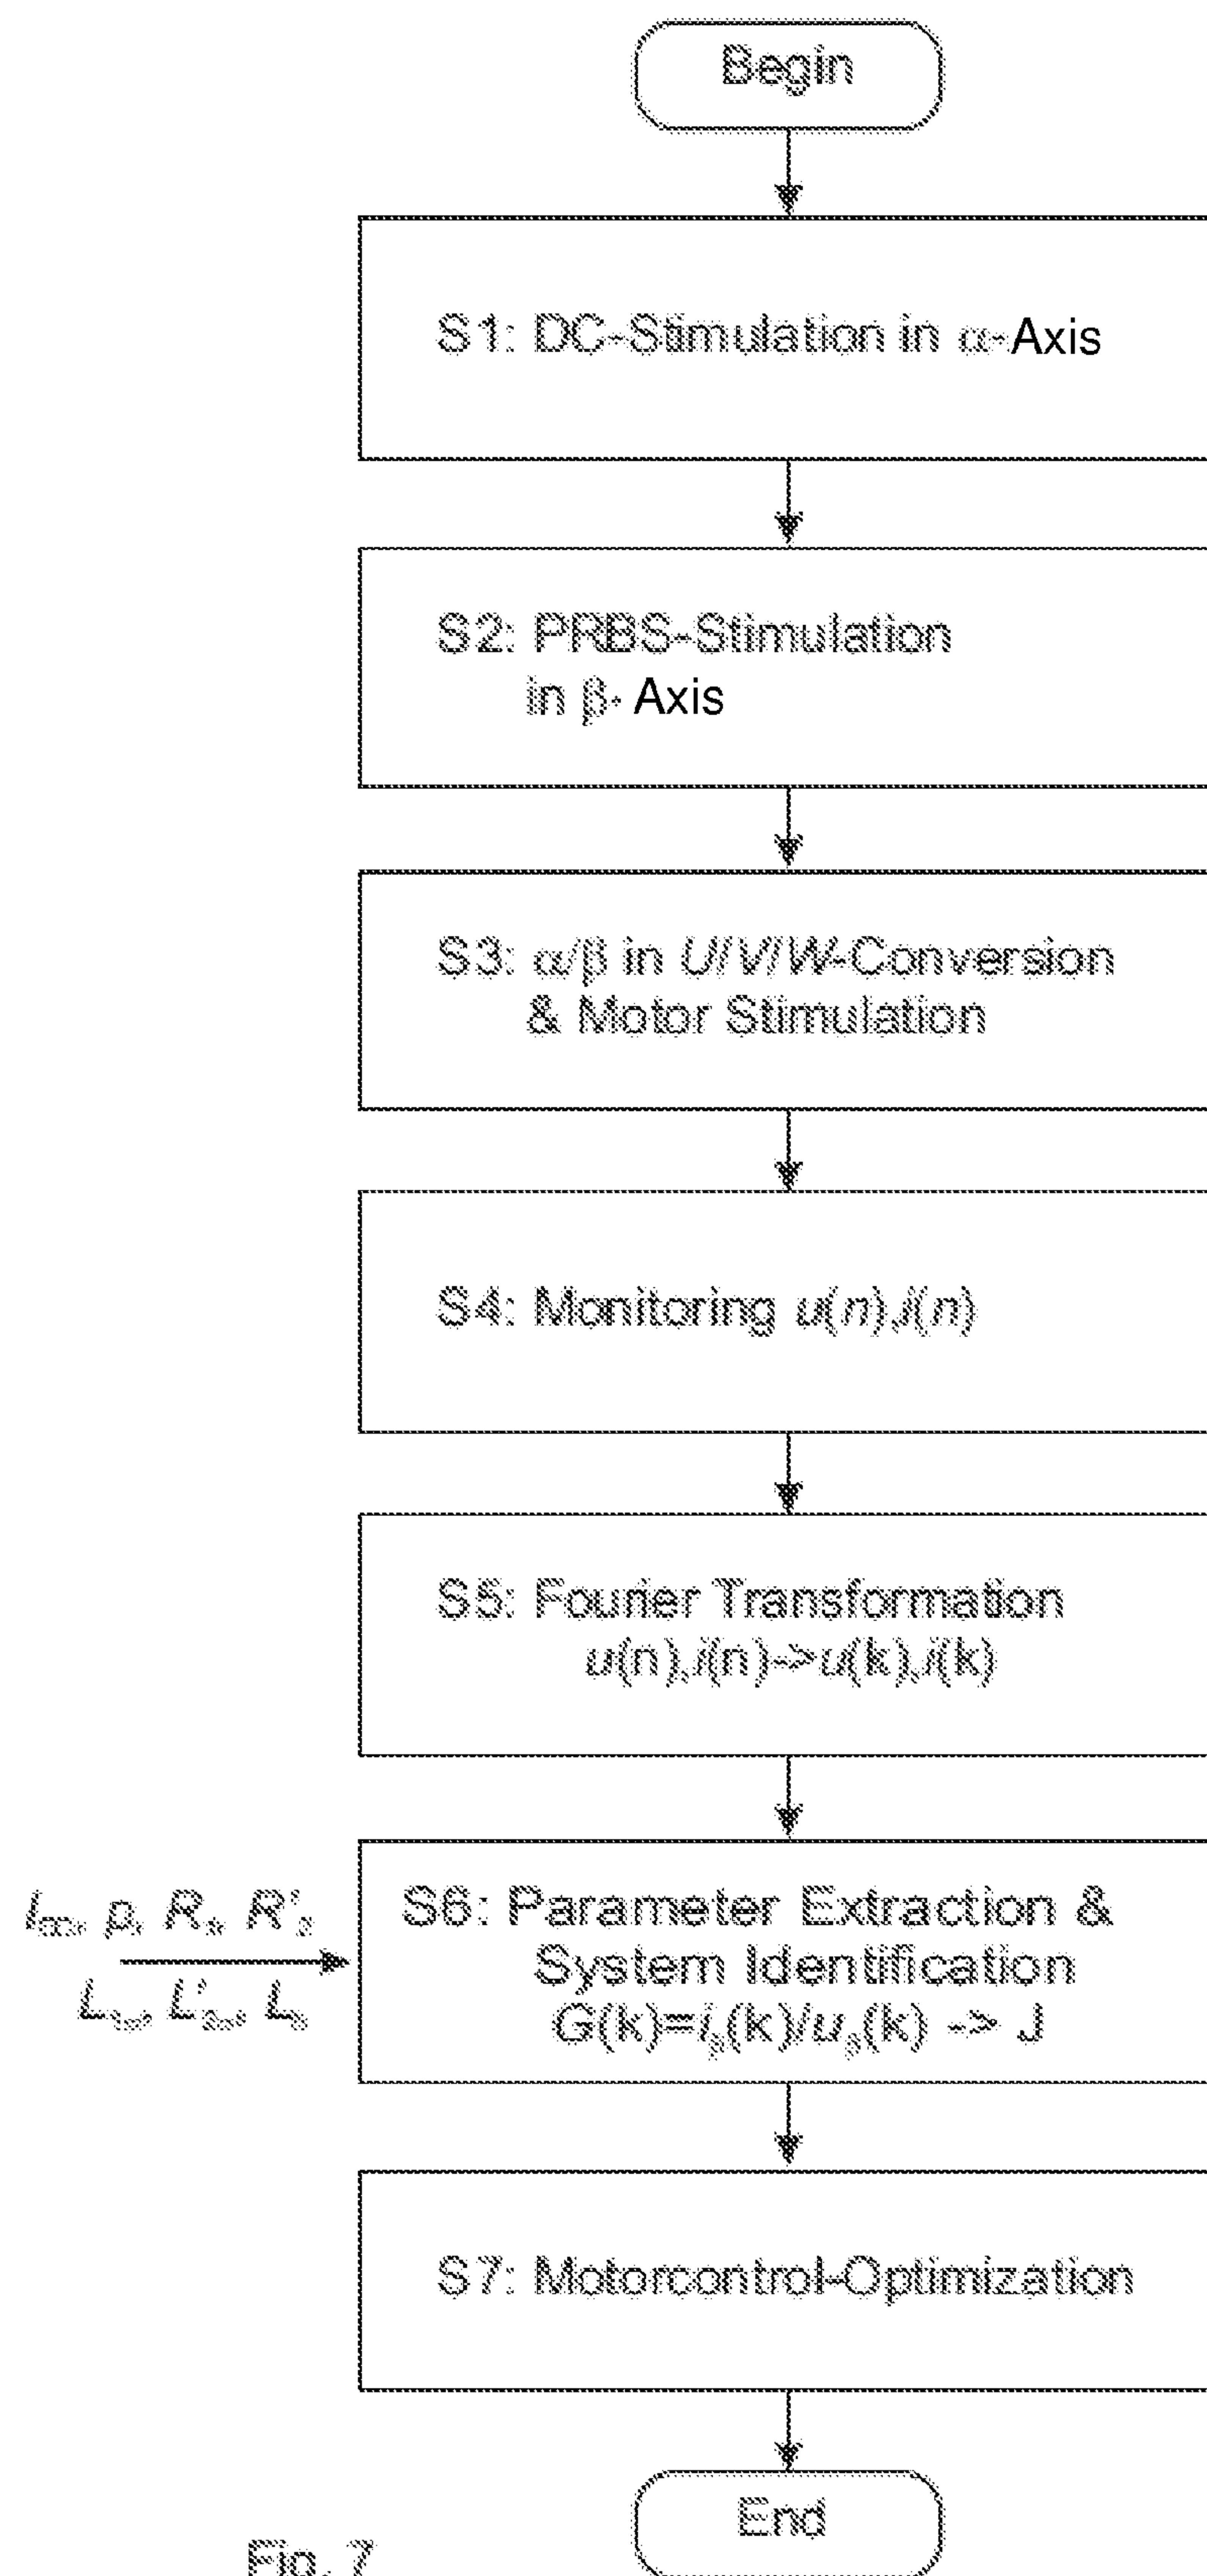 Begin
S1: DC-Stimulation in α-Axis
S2: PRBS-Stimulation
in β- Axis
S3: α/β in U/V/W-Conversion
& Motor Stimulation
S4: Monitoring u(n),i(n)
S5: Fourier Transformation
u(n),i(n)->u(k),i(k)
p, R
S6: Parameter Extraction &
System Identification
G(k)=iβ(k)/uβ(k) -> J
S7: Motorcontrol-Optimization
End
Fig. 7